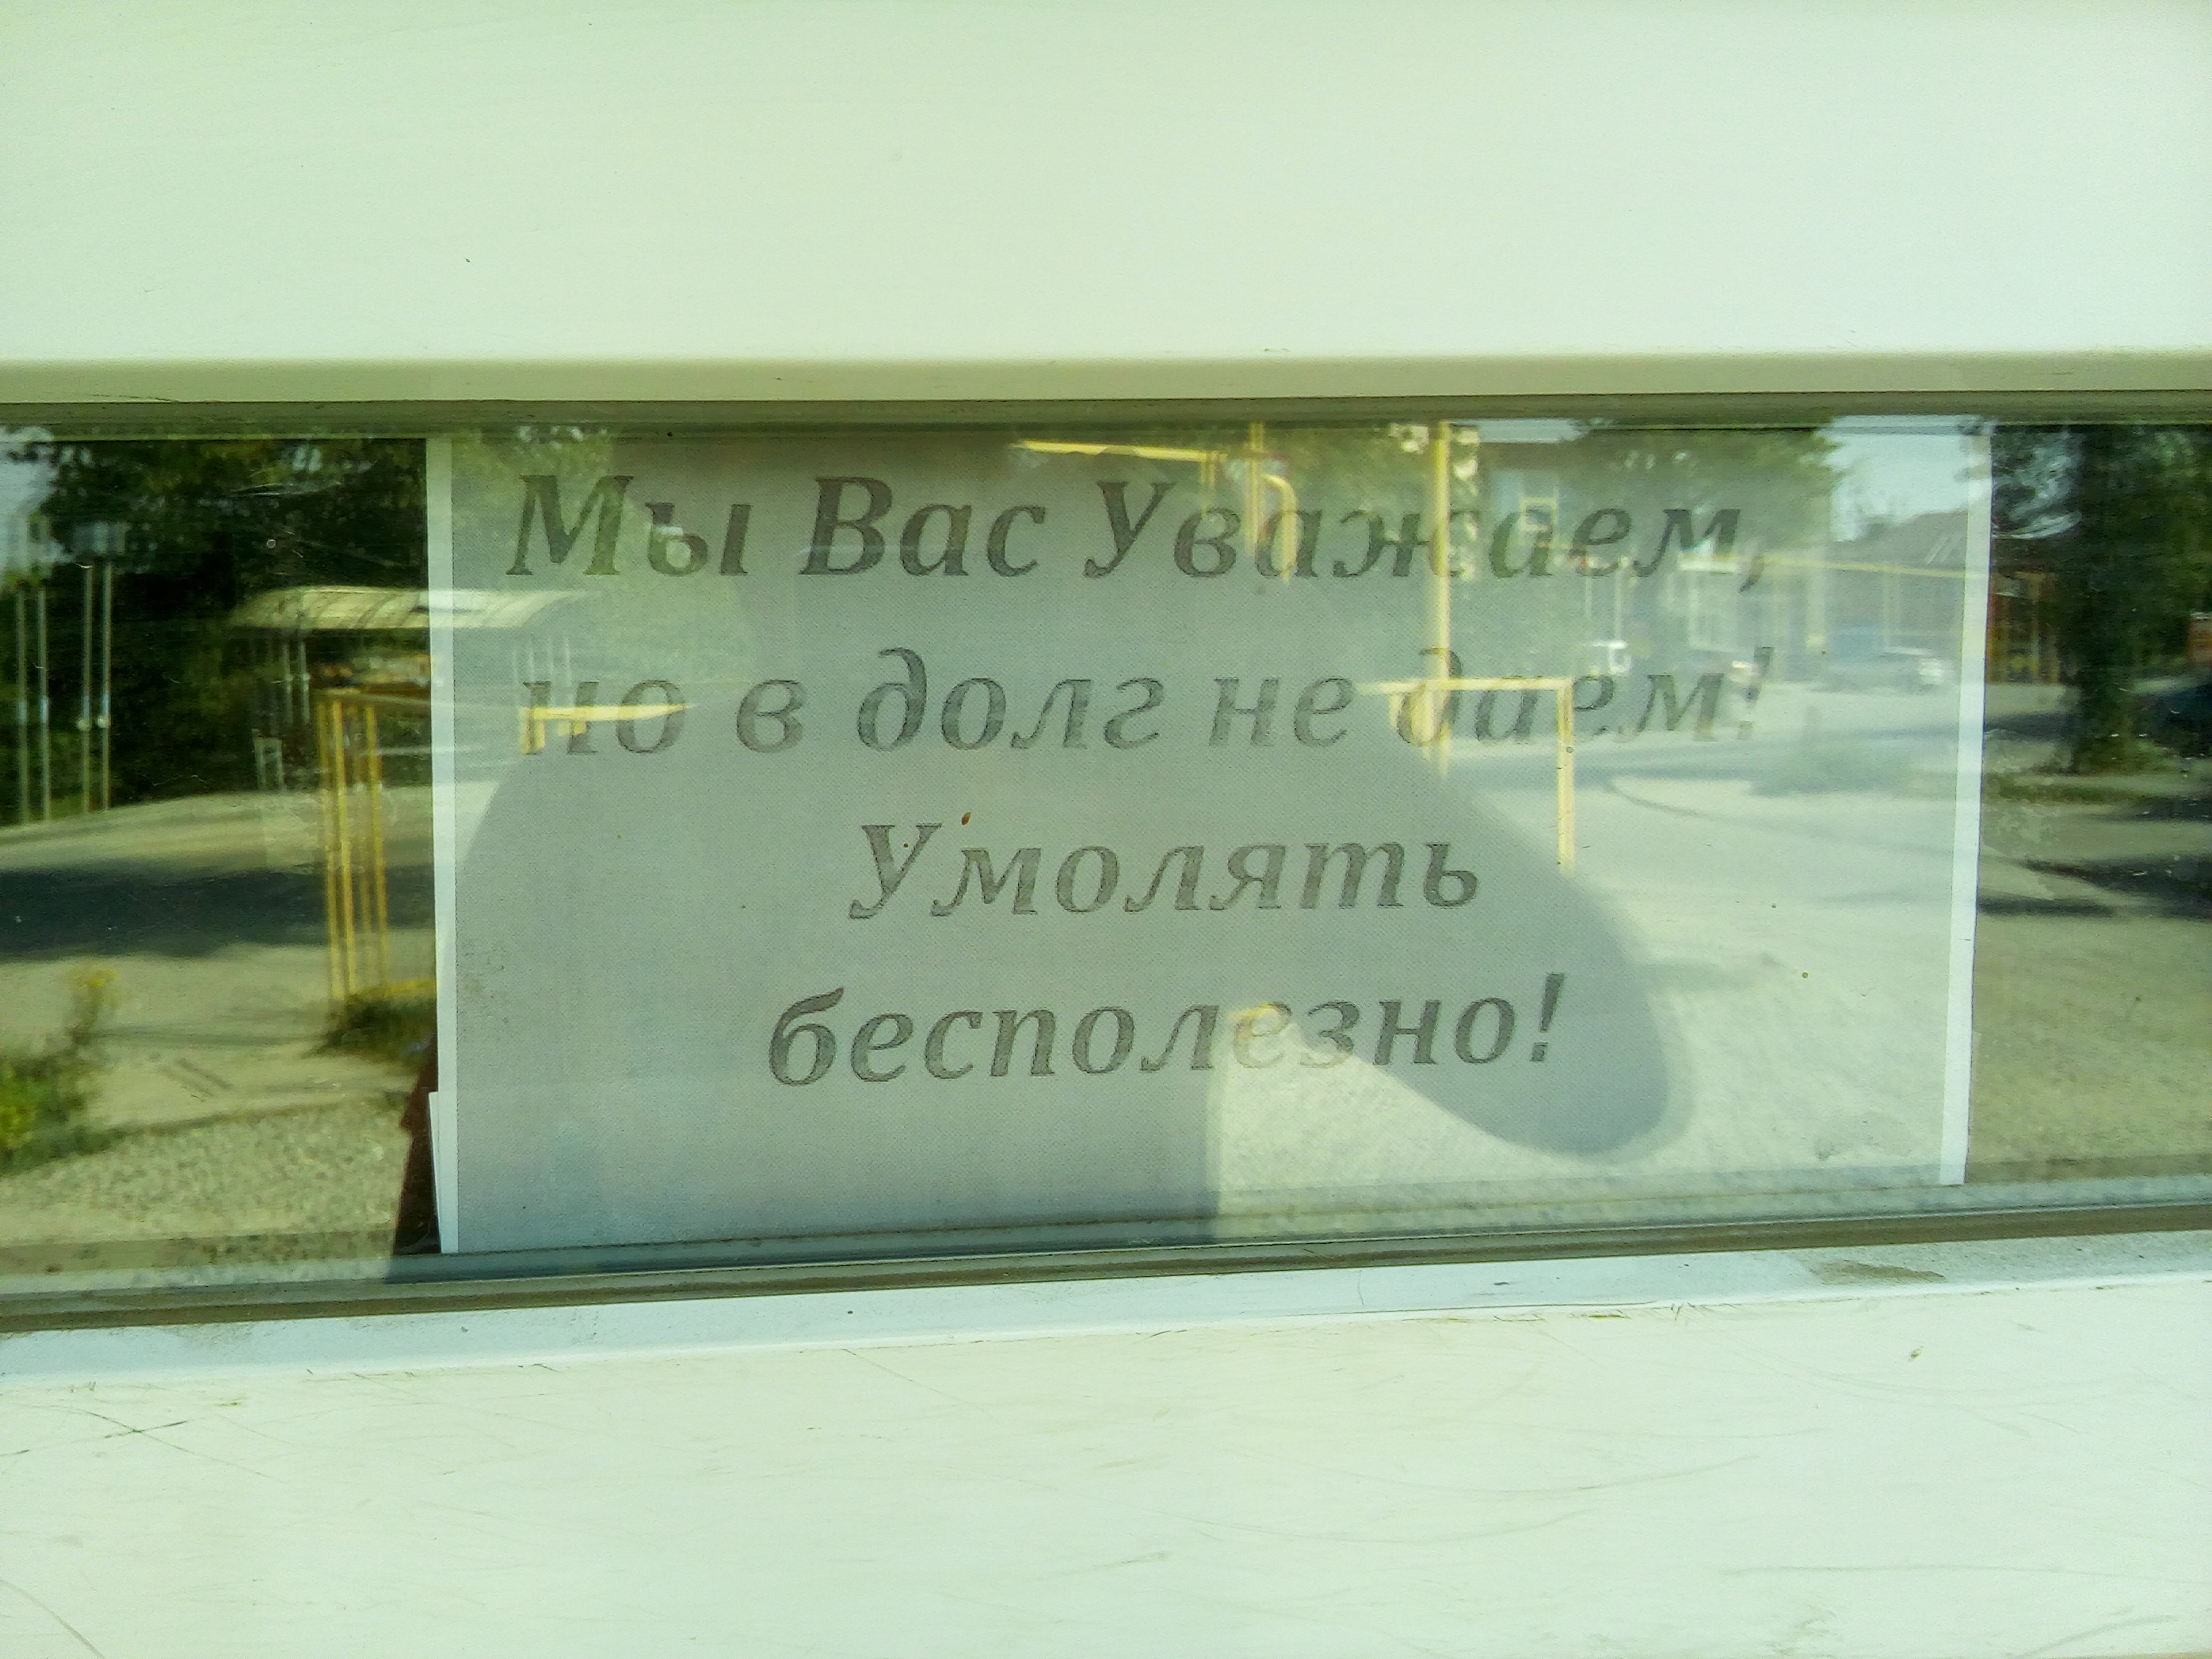 Мы Вас Уважаем,
но в долг не даем!
Умолять
бесполезно!